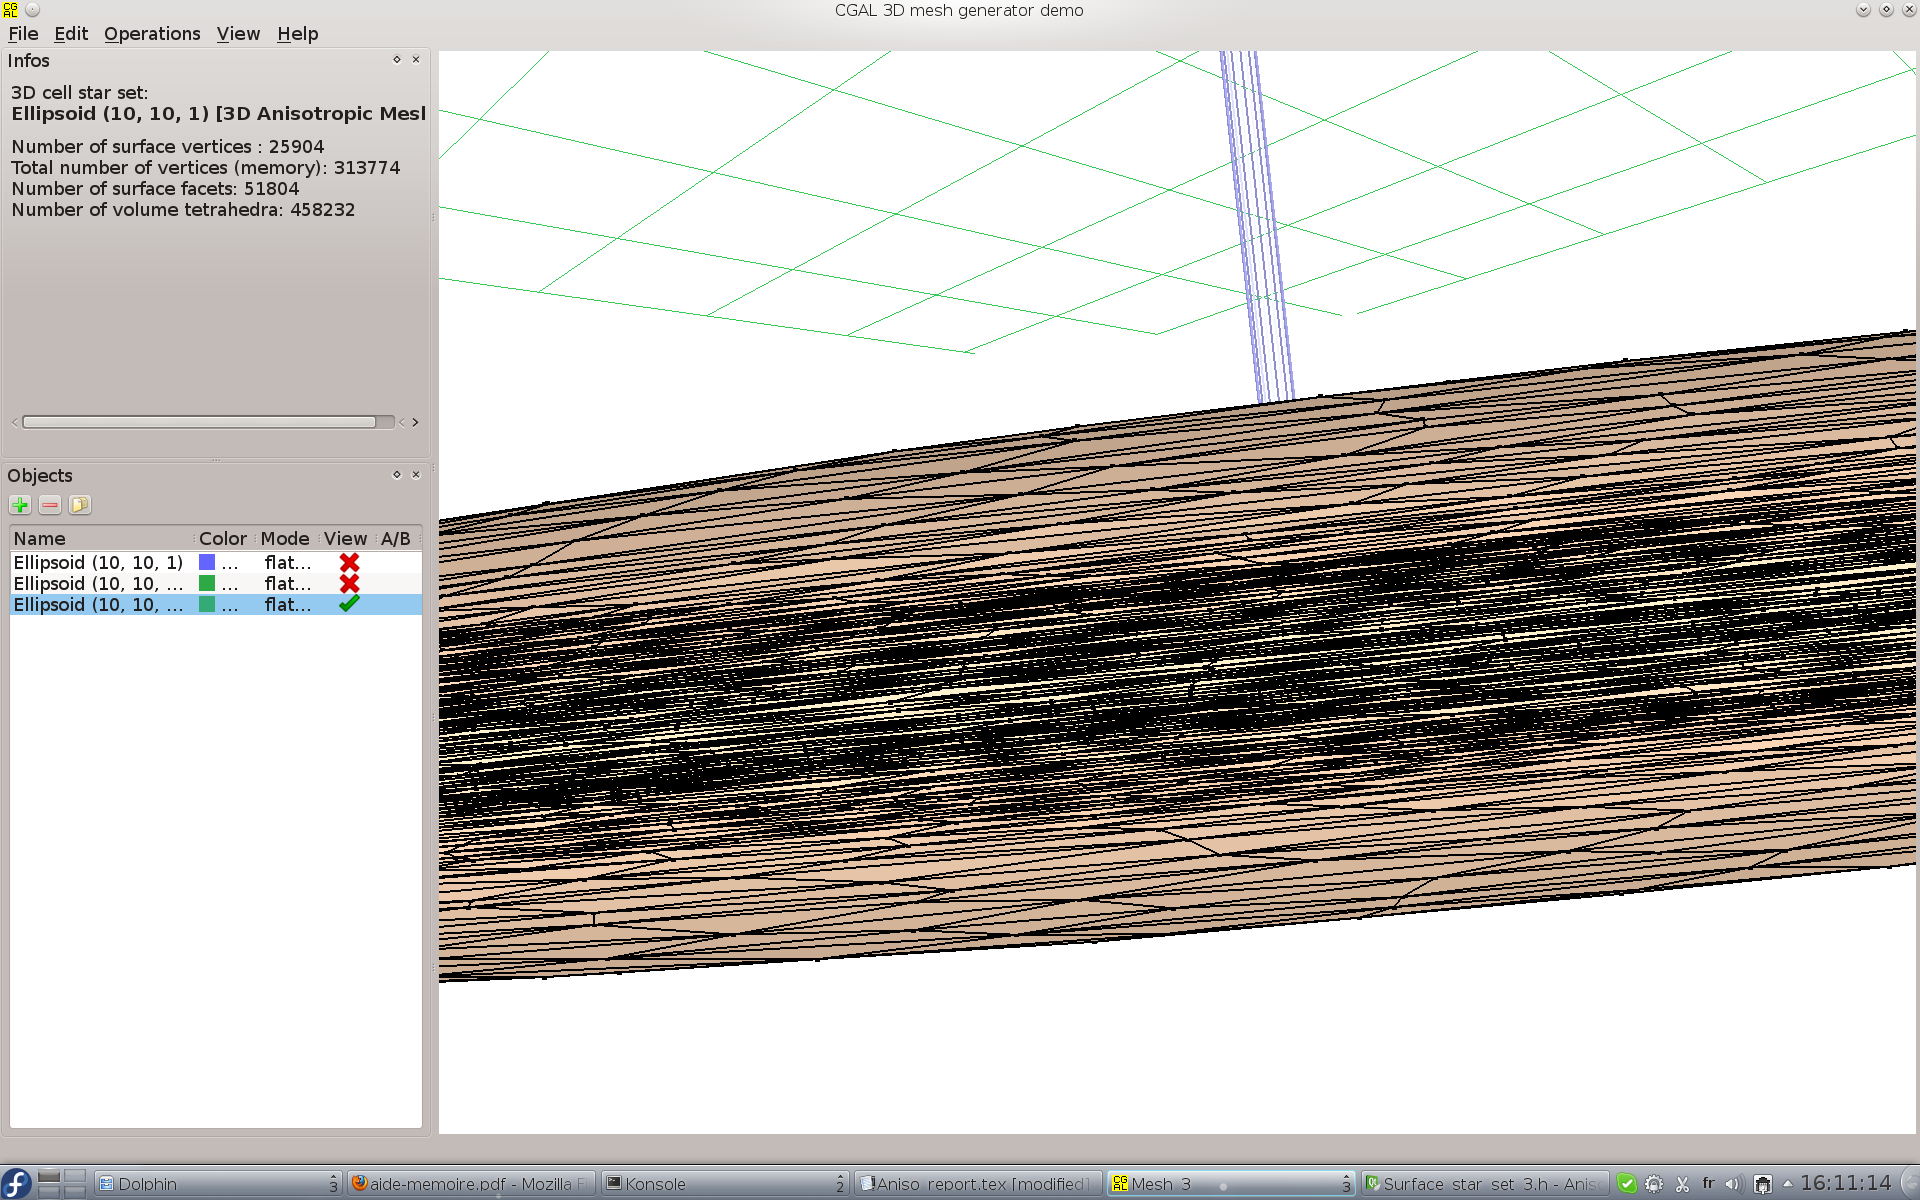 CGAL 3D mesh generator demo
File Edit Operations View Help
Infos
3D cell star set:
Ellipsoid (10, 10, 1) [3D Anisotropic Mesl
Number of surface vertices : 25904
Total number of vertices (memory): 313774
Number of surface facets: 51804
Number of volume tetrahedra: 458232
Objects
Name Color Mode View A/B
Ellipsoid (10, 10, 1) ... flat...
Ellipsoid (10, 10, ... ... flat...
Ellipsoid (10, 10, ... ... flat...
Dolphin 3 aide-memoire.pdf - Mozilla F Konsole 2 Aniso_report.tex [modified] CGAL Mesh_3 3 Surface_star_set_3.h - Anis fr 16:11:14